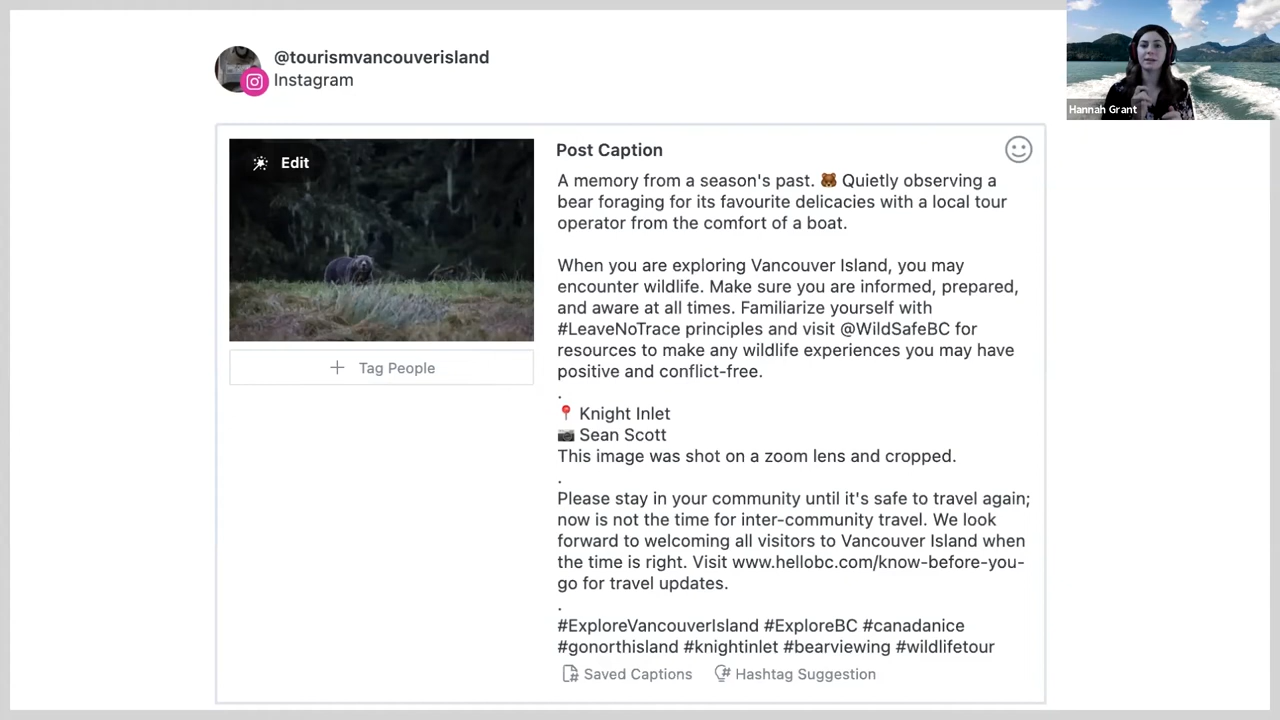 @tourismvancouverisland
Instagram
Hannah Grant
Edit
Tag People
Post Caption
A memory from a season's past. 🐻 Quietly observing a
bear foraging for its favourite delicacies with a local tour
operator from the comfort of a boat.
When you are exploring Vancouver Island, you may
encounter wildlife. Make sure you are informed, prepared,
and aware at all times. Familiarize yourself with
#LeaveNoTrace principles and visit @WildSafeBC for
resources to make any wildlife experiences you may have
positive and conflict-free.
.
📍 Knight Inlet
📷 Sean Scott
This image was shot on a zoom lens and cropped.
.
Please stay in your community until it's safe to travel again;
now is not the time for inter-community travel. We look
forward to welcoming all visitors to Vancouver Island when
the time is right. Visit www.hellobc.com/know-before-you-
go for travel updates.
.
#ExploreVancouverIsland #ExploreBC #canadanice
#gonorthisland #knightinlet #bearviewing #wildlifetour
Saved Captions
Hashtag Suggestion